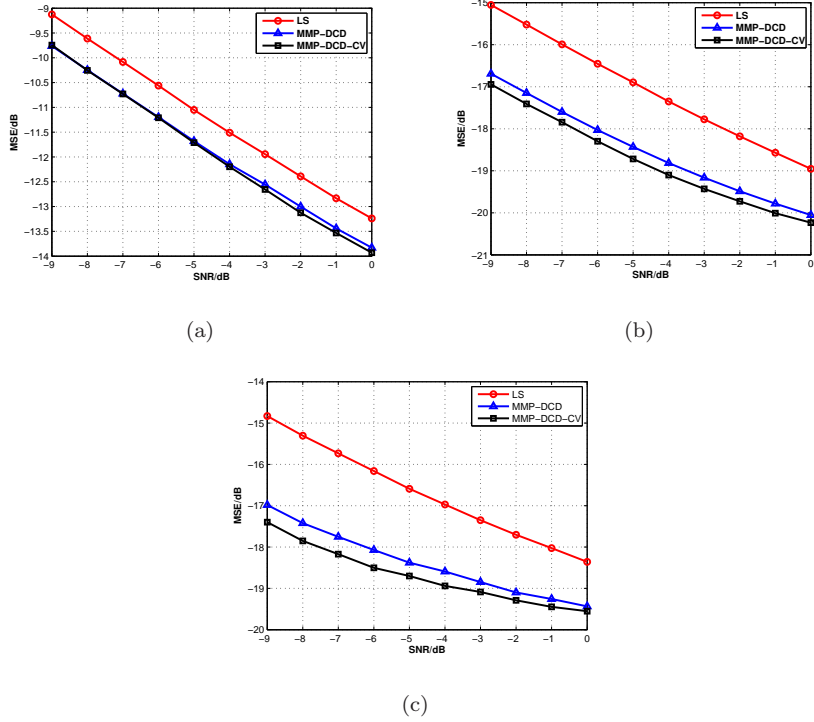 −9
−9.5
−10
−10.5
−11
−11.5
−12
−12.5
−13
−13.5
−14
MSE/dB
LS
MMP−DCD
MMP−DCD−CV
−9 −8 −7 −6 −5 −4 −3 −2 −1 0
SNR/dB
(a)
−15
−16
−17
−18
−19
−20
−21
MSE/dB
LS
MMP−DCD
MMP−DCD−CV
−9 −8 −7 −6 −5 −4 −3 −2 −1 0
SNR/dB
(b)
−14
−15
−16
−17
−18
−19
−20
MSE/dB
LS
MMP−DCD
MMP−DCD−CV
−9 −8 −7 −6 −5 −4 −3 −2 −1 0
SNR/dB
(c)